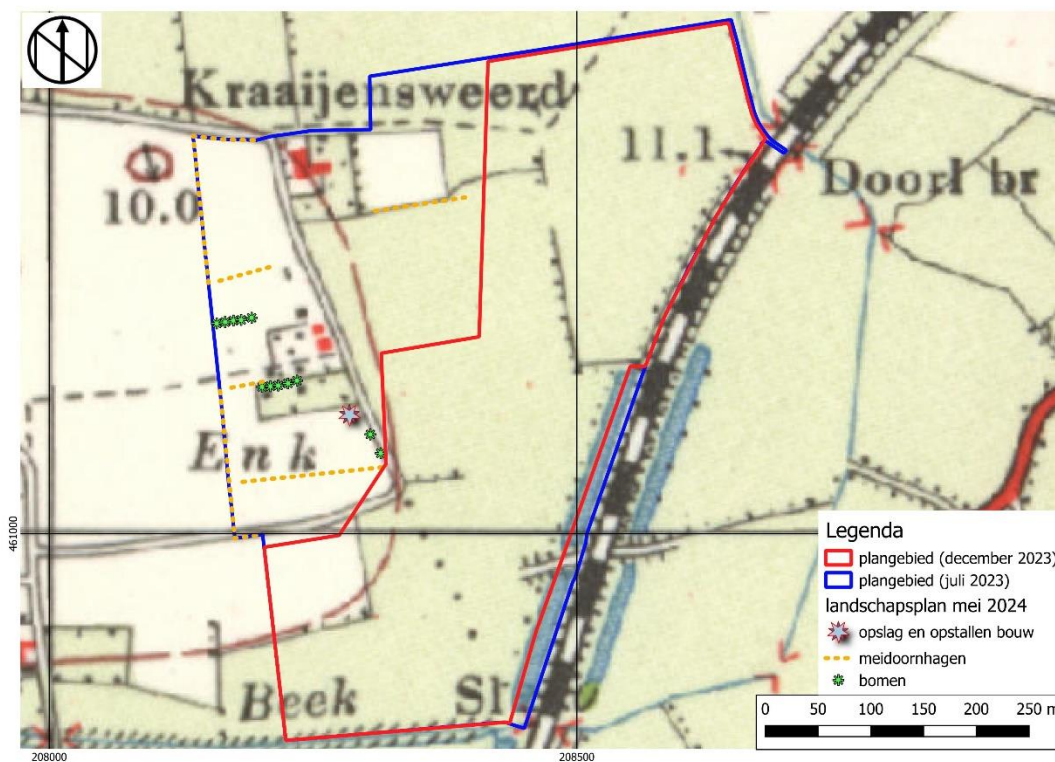 Kraaijensweerd
11.1
Doorl br
10.0
Enk
461000
Beek
Sl
Legenda
plangebied (december 2023)
plangebied (juli 2023)
landschapsplan mei 2024
opslag en opstallen bouw
meidoornhagen
bomen
0 50 100 150 200 250 m
208000
208500